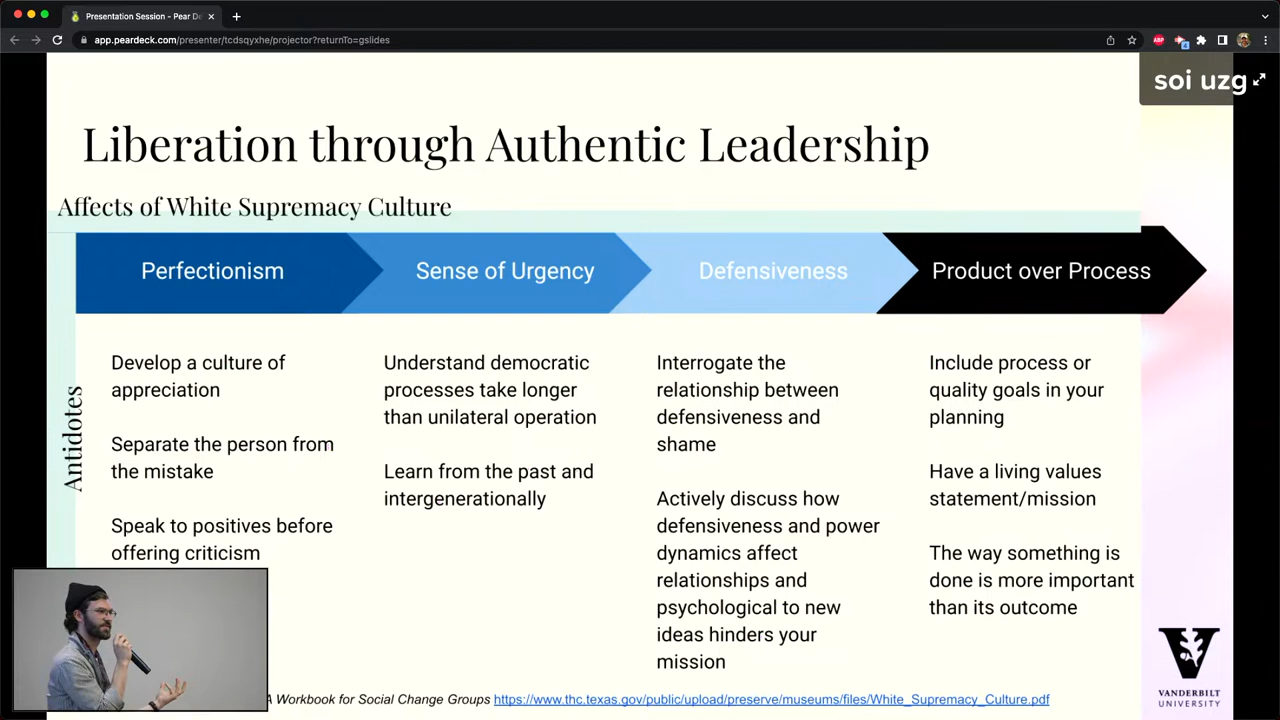 Presentation Session - Pear De
app.peardeck.com/presenter/tcdsqyxhe/projector?returnTo=gslides
ABP
4
soi uzg
Liberation through Authentic Leadership
Affects of White Supremacy Culture
Perfectionism
Sense of Urgency
Defensiveness
Product over Process
Antidotes
Develop a culture of
appreciation
Separate the person from
the mistake
Speak to positives before
offering criticism
Understand democratic
processes take longer
than unilateral operation
Learn from the past and
intergenerationally
Interrogate the
relationship between
defensiveness and
shame
Actively discuss how
defensiveness and power
dynamics affect
relationships and
psychological to new
ideas hinders your
mission
Include process or
quality goals in your
planning
Have a living values
statement/mission
The way something is
done is more important
than its outcome
A Workbook for Social Change Groups https://www.thc.texas.gov/public/upload/preserve/museums/files/White_Supremacy_Culture.pdf
V
VANDERBILT
UNIVERSITY